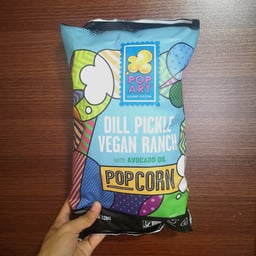 POP
ART
DILL PICKLE
VEGAN RANCH
WITH AVOCADO OIL
POPCORN